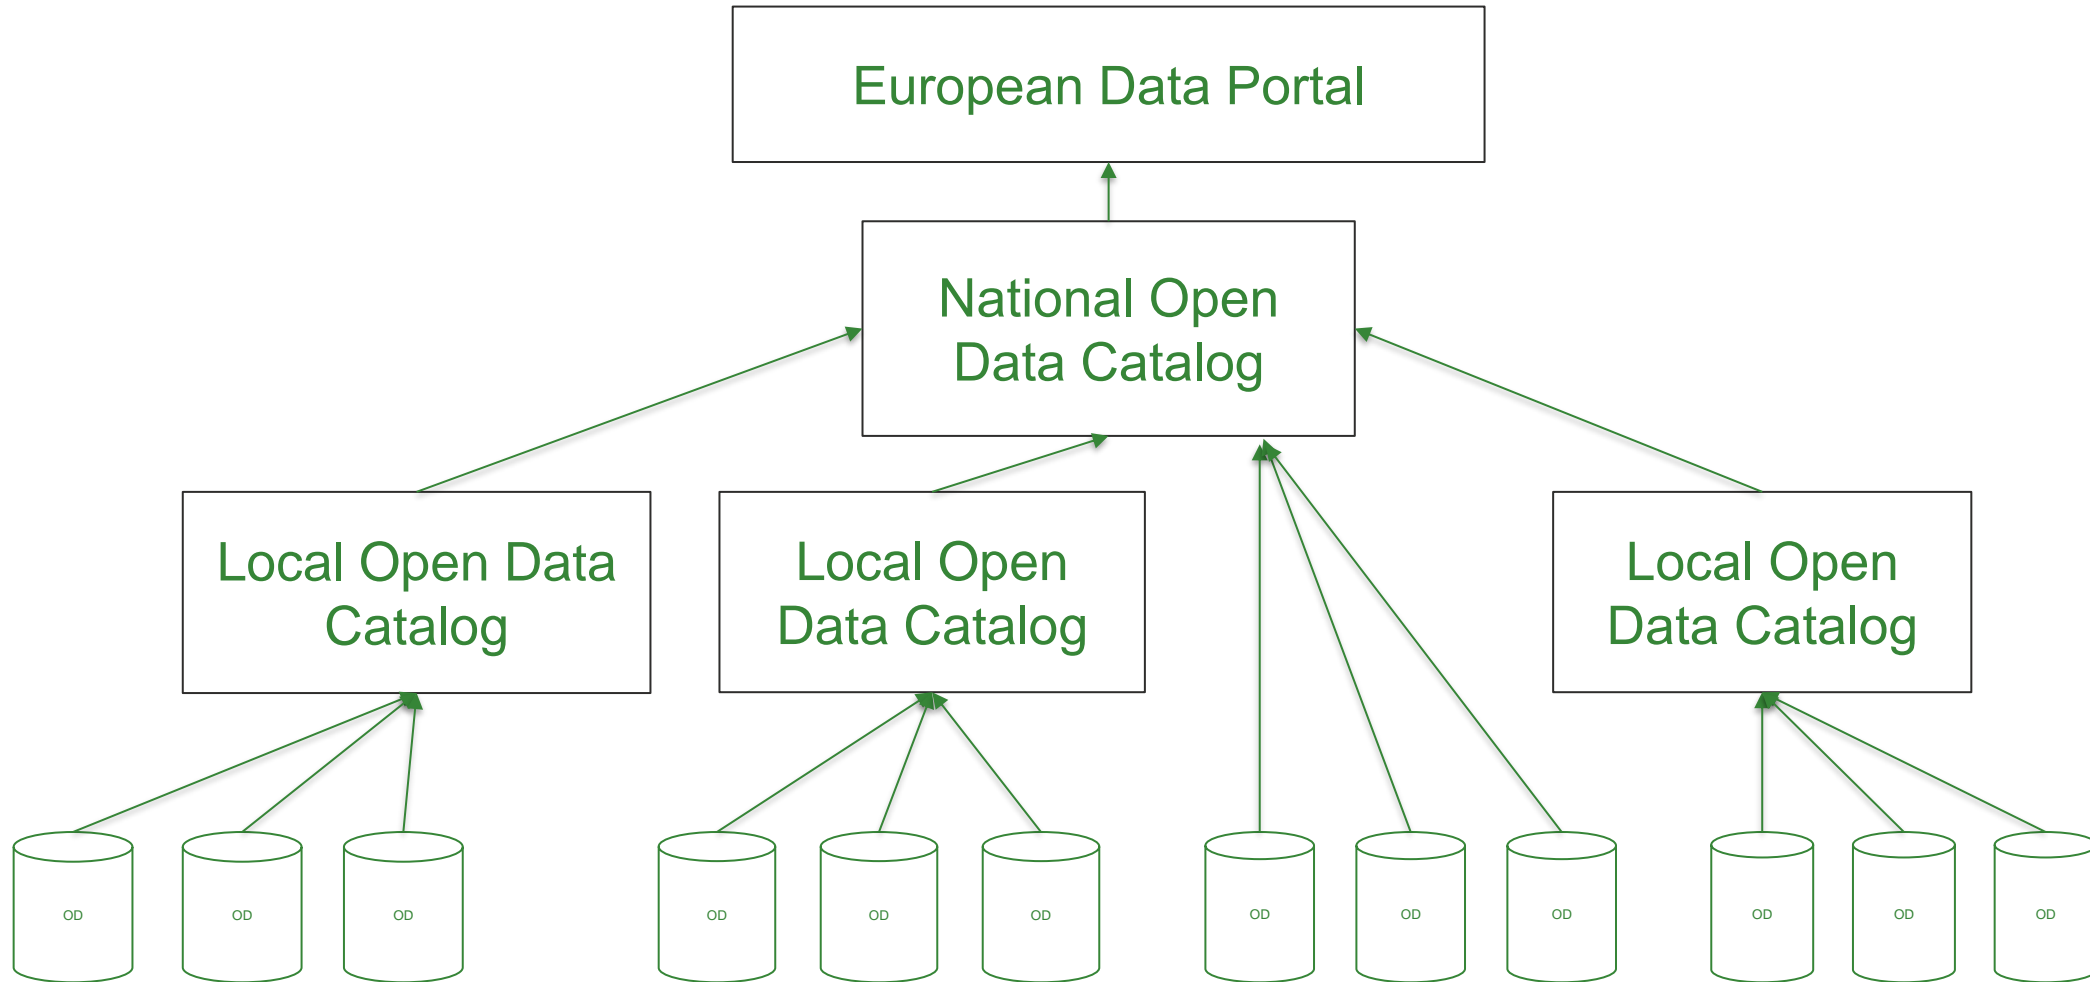 European Data Portal
National Open
Data Catalog
Local Open Data
Catalog
Local Open
Data Catalog
Local Open
Data Catalog
OD
OD
OD
OD
OD
OD
OD
OD
OD
OD
OD
OD